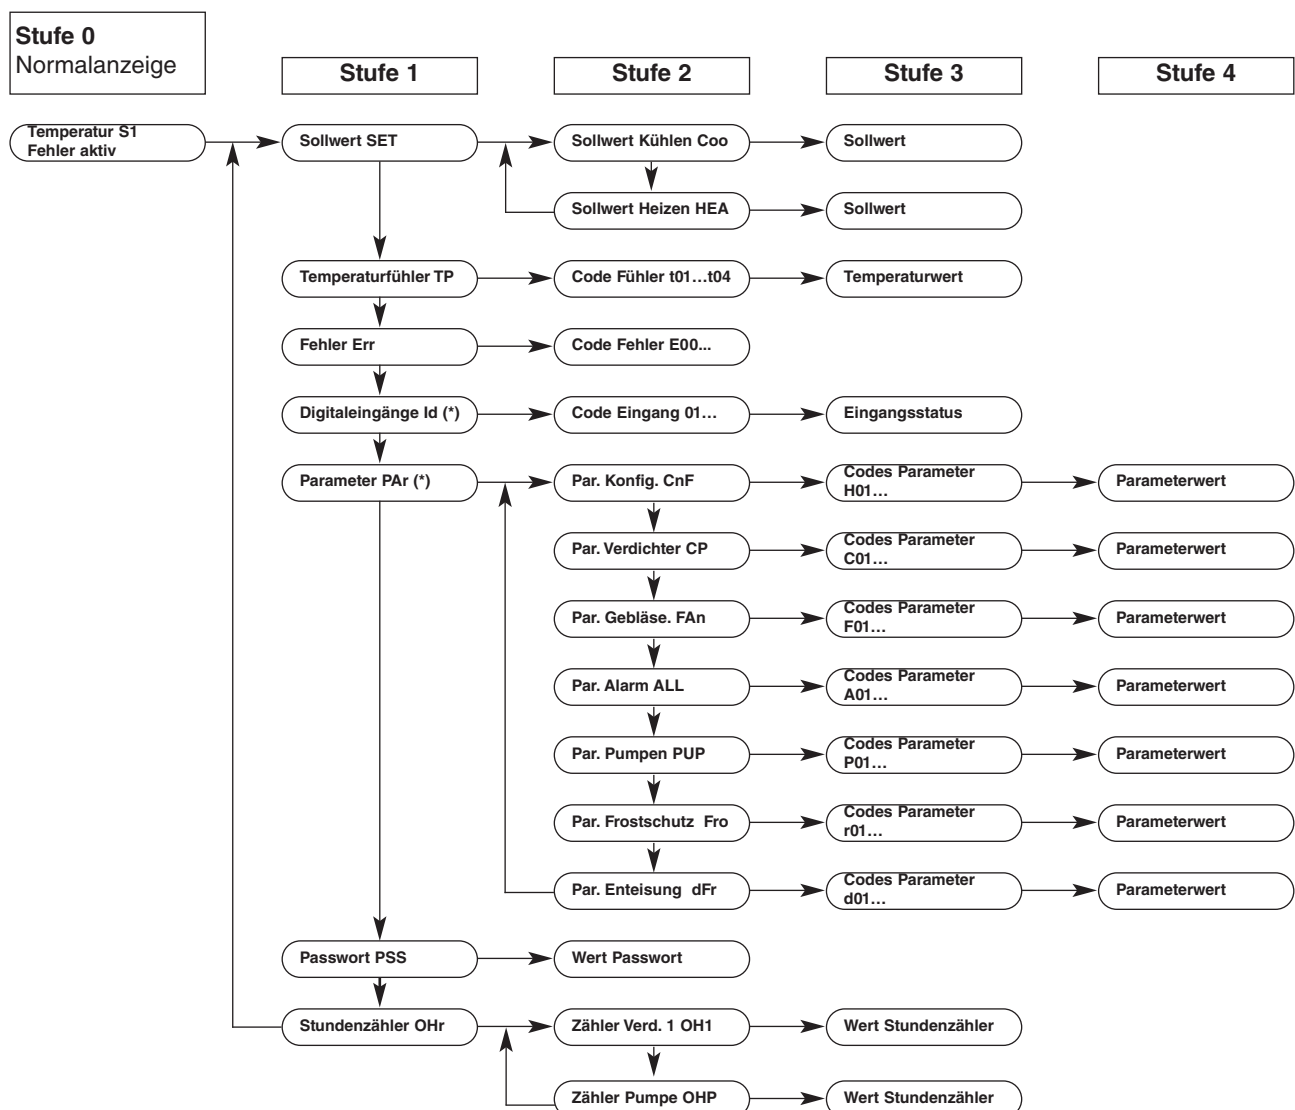 Stufe 0
Normalanzeige
Stufe 1
Stufe 2
Stufe 3
Stufe 4
Temperatur S1
Fehler aktiv
Sollwert SET
Sollwert Kühlen Coo
Sollwert
Sollwert Heizen HEA
Sollwert
Temperaturfühler TP
Code Fühler t01...t04
Temperaturwert
Fehler Err
Code Fehler E00...
Digitaleingänge Id (*)
Code Eingang 01...
Eingangsstatus
Parameter PAr (*)
Par. Konfig. CnF
Codes Parameter
H01...
Parameterwert
Par. Verdichter CP
Codes Parameter
C01...
Parameterwert
Par. Gebläse. FAn
Codes Parameter
F01...
Parameterwert
Par. Alarm ALL
Codes Parameter
A01...
Parameterwert
Par. Pumpen PUP
Codes Parameter
P01...
Parameterwert
Par. Frostschutz Fro
Codes Parameter
r01...
Parameterwert
Par. Enteisung dFr
Codes Parameter
d01...
Parameterwert
Passwort PSS
Wert Passwort
Stundenzähler OHr
Zähler Verd. 1 OH1
Wert Stundenzähler
Zähler Pumpe OHP
Wert Stundenzähler